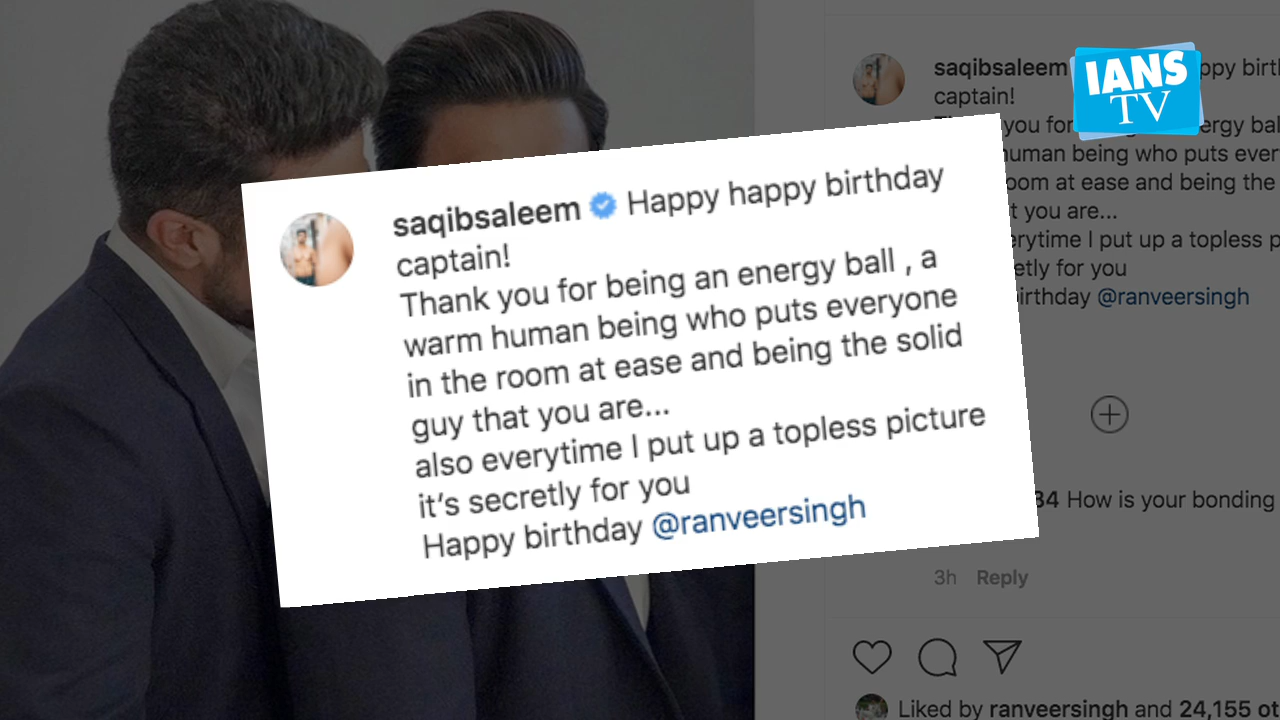 IANS
TV
saqibsaleem Happy happy birthday
captain!
Thank you for being an energy ball , a
warm human being who puts everyone
in the room at ease and being the solid
guy that you are...
also everytime I put up a topless picture
it's secretly for you
Happy birthday @ranveersingh
saqibsaleem ppy birt
captain!
you for ergy bal
human being who puts ever
oom at ease and being the
t you are...
erytime I put up a topless p
etly for you
irthday @ranveersingh
34 How is your bonding
3h Reply
Liked by ranveersingh and 24,155 ot